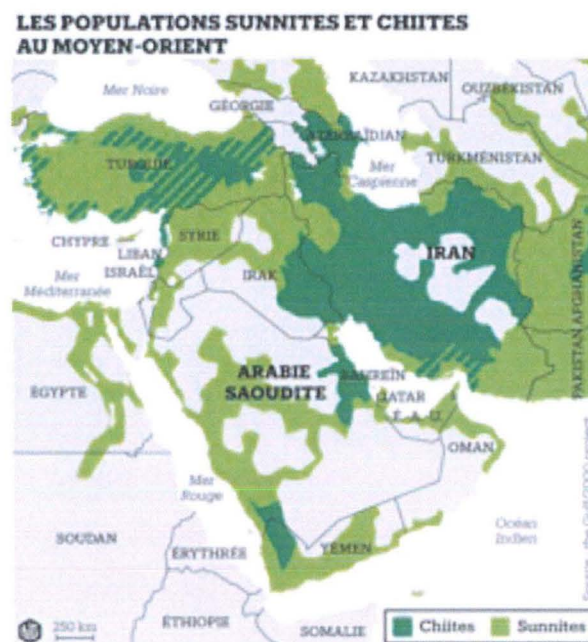 LES POPULATIONS SUNNITES ET CHIITES
AU MOYEN-ORIENT
KAZAKHSTAN
Mer Noire
OUZBÉKISTAN
GÉORGIE
AZERBAÏDJAN
TURQUIE
Mer
Caspienne
TURKMÉNISTAN
CHYPRE
SYRIE
LIBAN
ISRAËL
IRAK
IRAN
Mer
Méditerranée
AFGHANISTAN
PAKISTAN
ARABIE
SAOUDITE
BAHREÏN
ÉGYPTE
QATAR
É. A. U.
OMAN
Mer
Rouge
SOUDAN
ÉRYTHRÉE
YÉMEN
Océan
Indien
ÉTHIOPIE
SOMALIE
250 km
Chiites
Sunnites